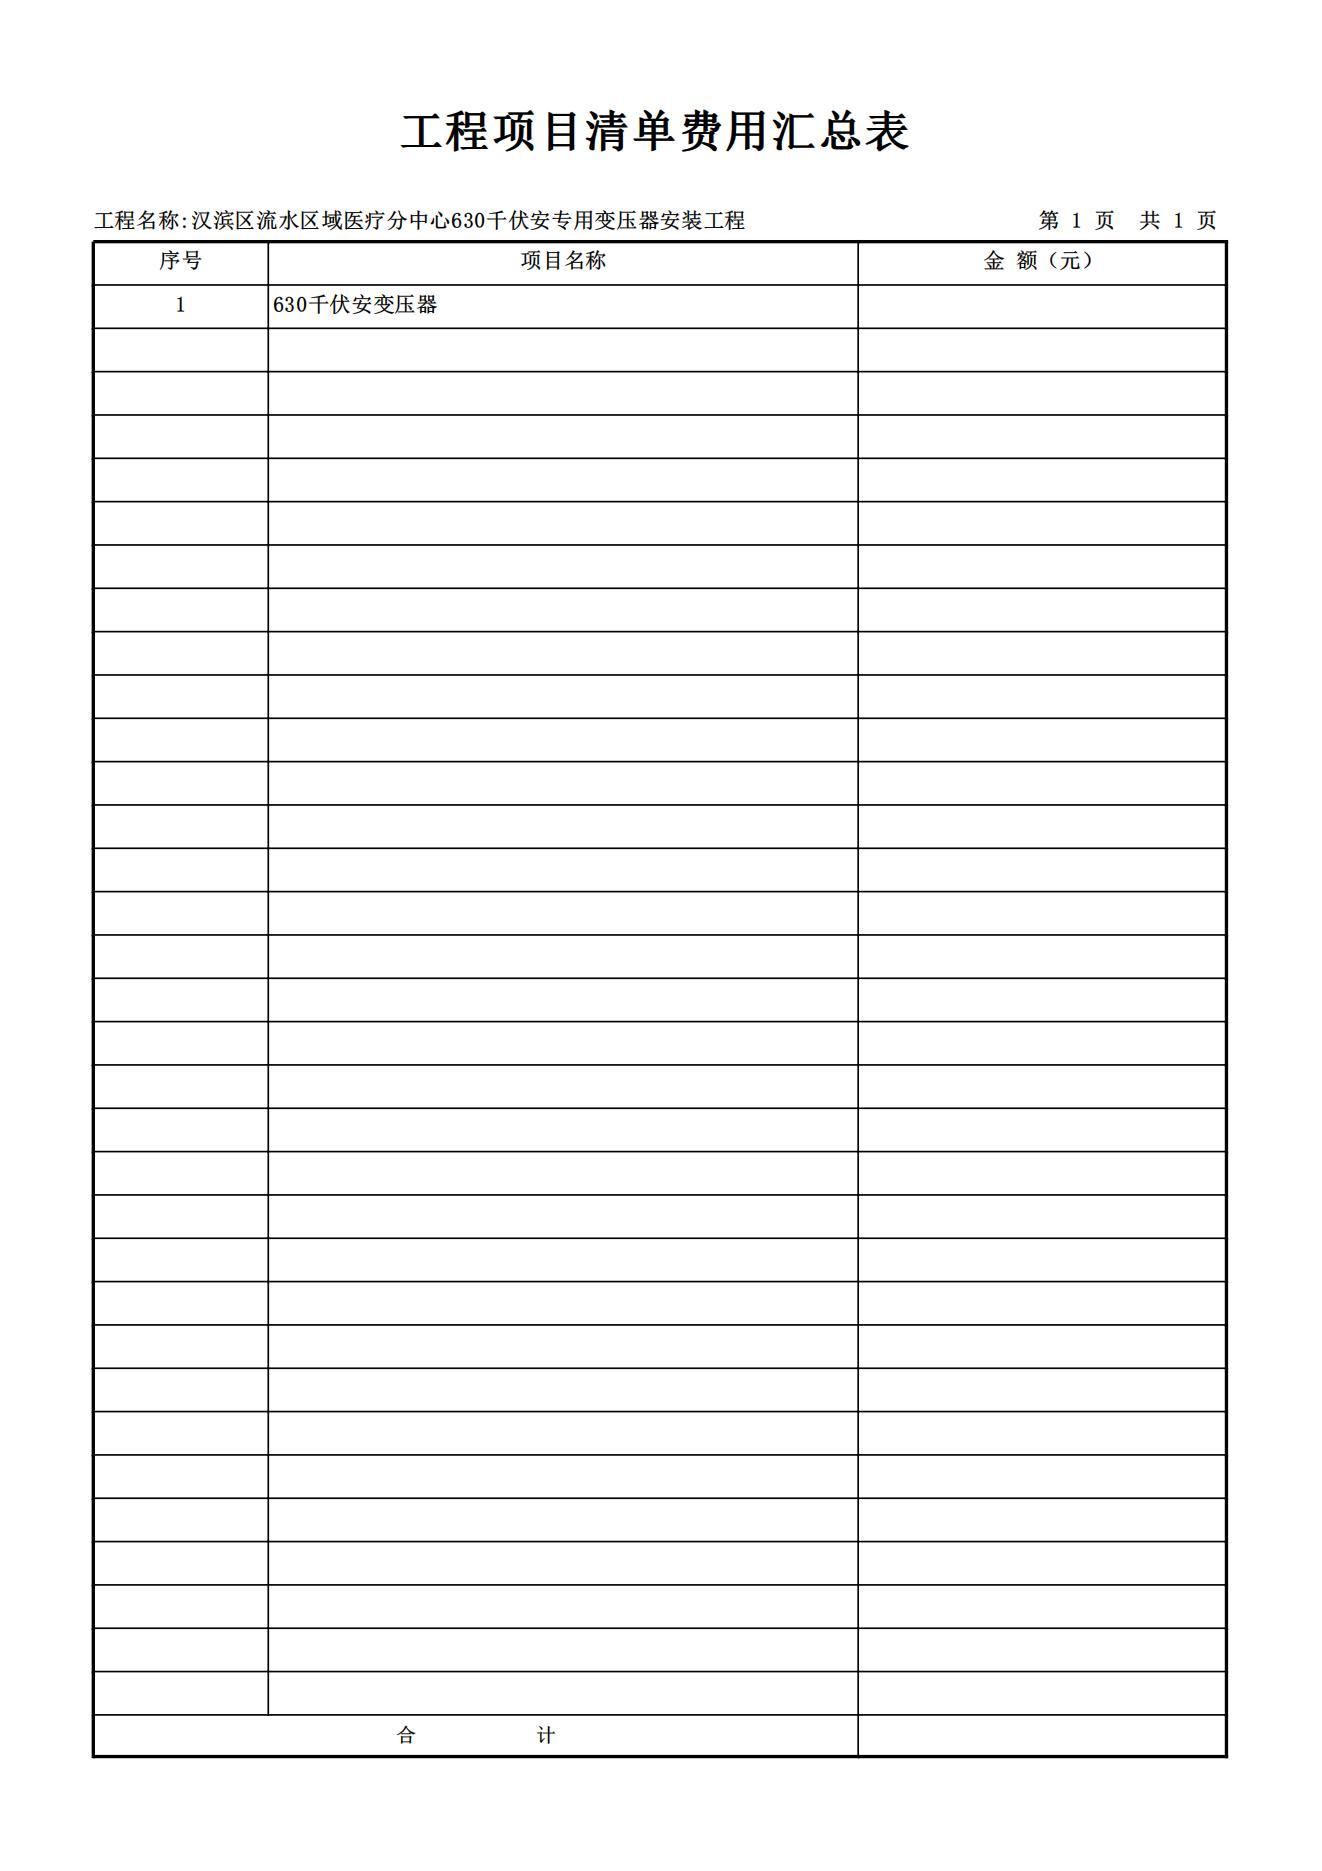 工程项目清单费用汇总表
工程名称:汉滨区流水区域医疗分中心630千伏安专用变压器安装工程 第 1 页 共 1 页
序号 项目名称 金 额（元）
1 630千伏安变压器
合 计